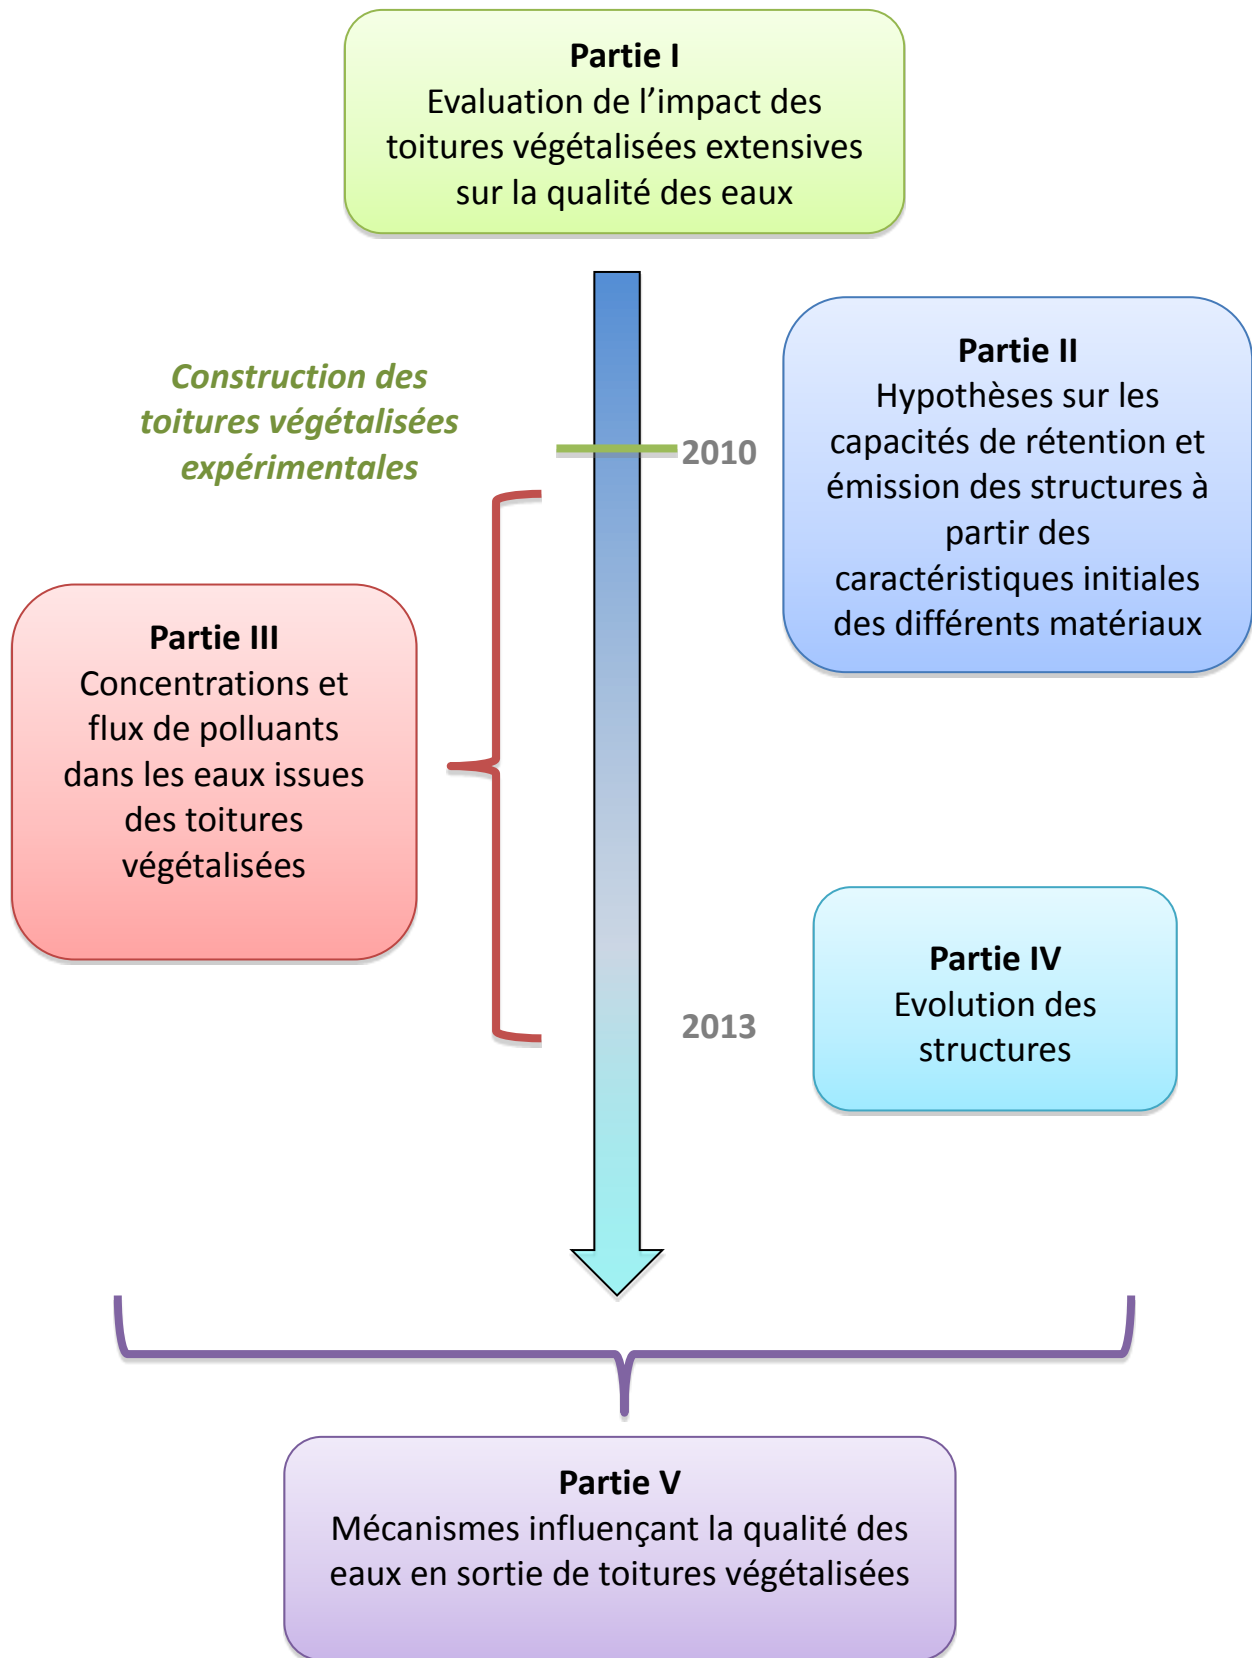 Partie I
Evaluation de l’impact des
toitures végétalisées extensives
sur la qualité des eaux
Construction des
toitures végétalisées
expérimentales
2010
Partie II
Hypothèses sur les
capacités de rétention et
émission des structures à
partir des
caractéristiques initiales
des différents matériaux
Partie III
Concentrations et
flux de polluants
dans les eaux issues
des toitures
végétalisées
2013
Partie IV
Evolution des
structures
Partie V
Mécanismes influençant la qualité des
eaux en sortie de toitures végétalisées